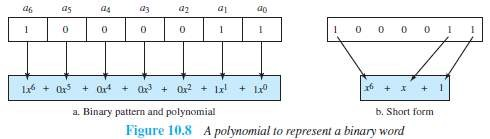 a6 a5 a4 a3 a2 a1 a0
1 0 0 0 0 1 1
1 0 0 0 0 1 1
1x⁶ + 0x⁵ + 0x⁴ + 0x³ + 0x² + 1x¹ + 1x⁰
x⁶ + x + 1
a. Binary pattern and polynomial
b. Short form
Figure 10.8 A polynomial to represent a binary word